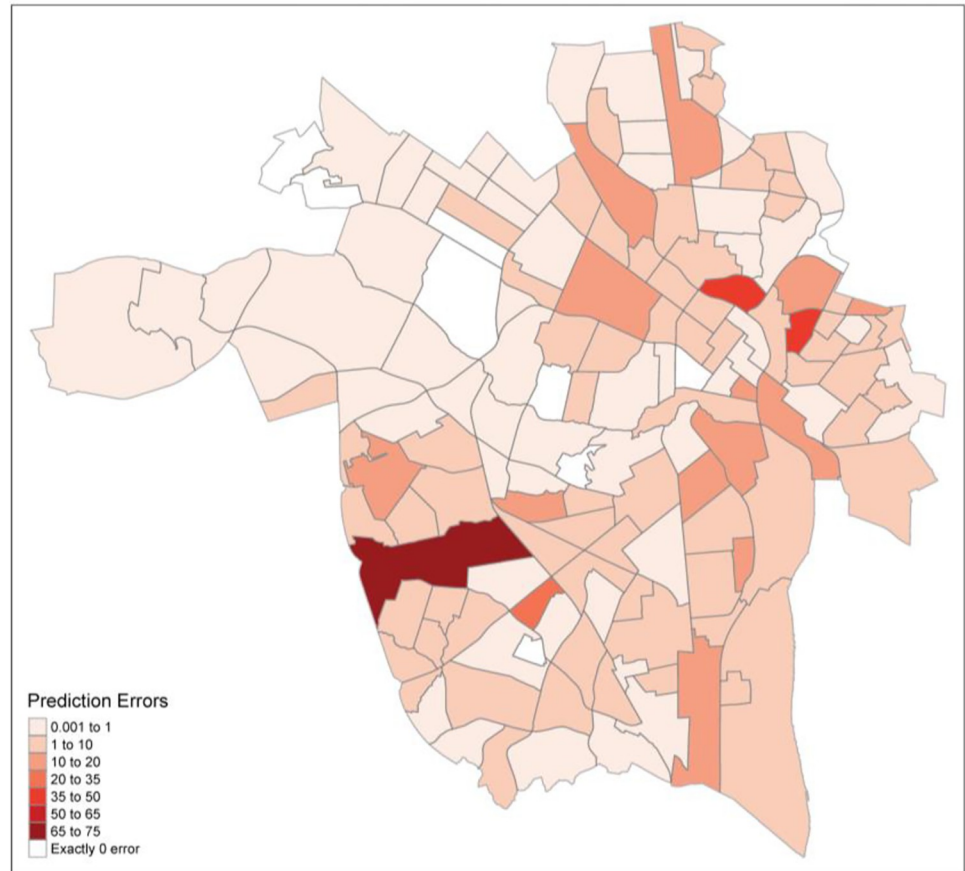 Prediction Errors
0.001 to 1
1 to 10
10 to 20
20 to 35
35 to 50
50 to 65
65 to 75
Exactly 0 error